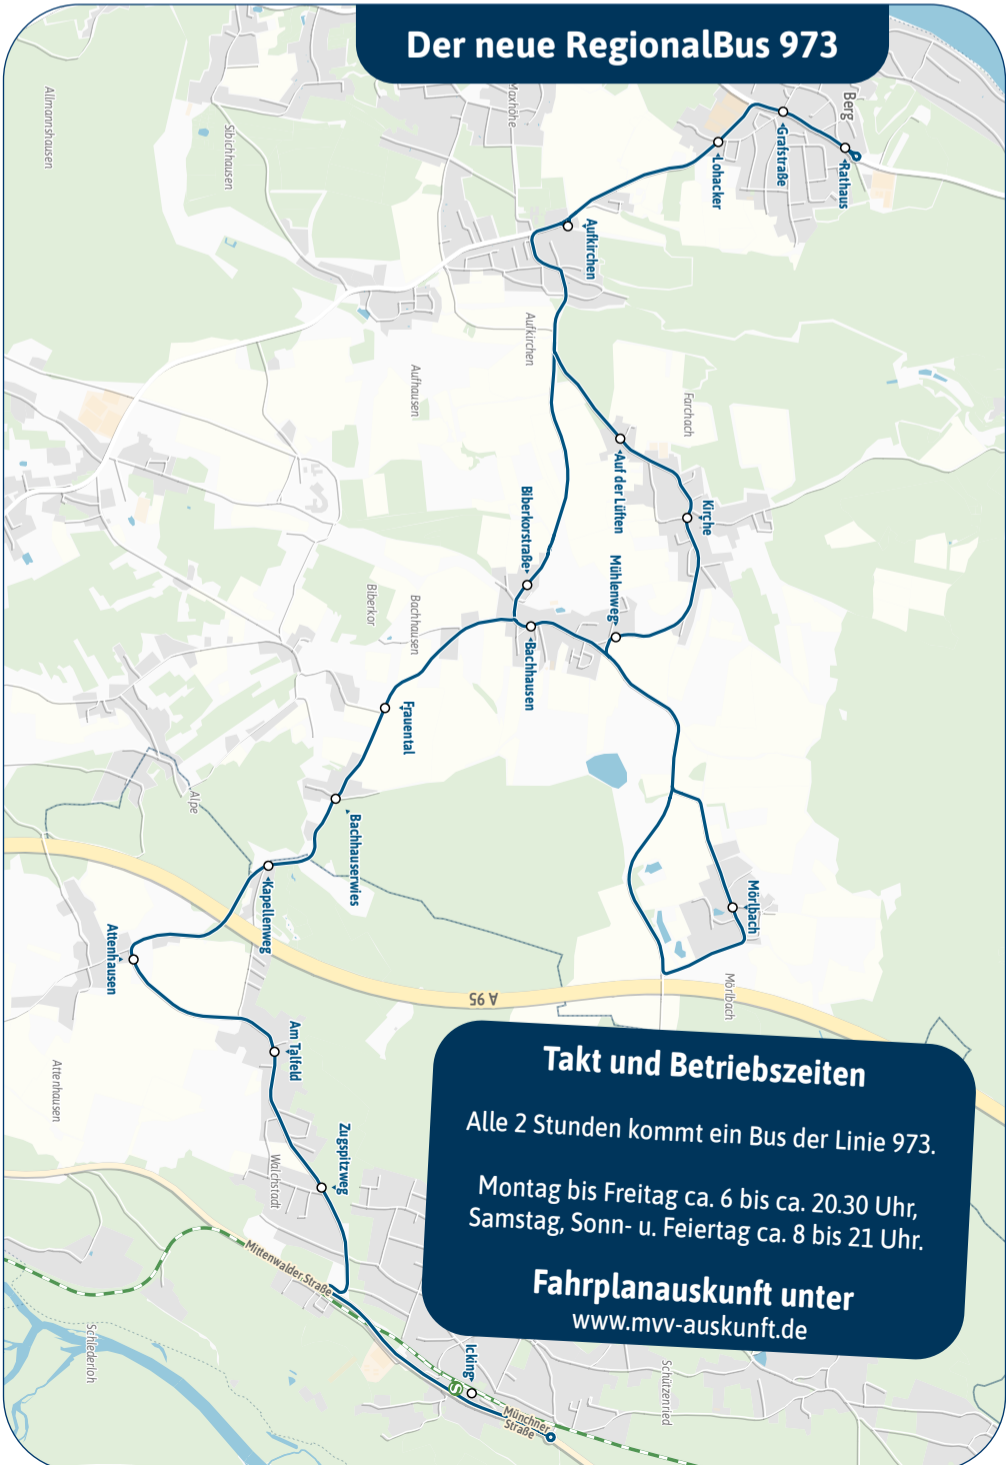 Der neue RegionalBus 973
Berg
Rathaus
Grafstraße
Lohacker
Maxhöhe
Sibichhausen
Allmannshausen
Aufkirchen
Aufkirchen
Aufhausen
Farchach
Auf der Lüften
Kirche
Biberkorstraße
Mühlenweg
Bachhausen
Bachhausen
Biberkor
Frauental
Alpe
Bachhauserwies
Kapellenweg
Mörlbach
Mörlbach
Attenhausen
A 95
Am Talfeld
Attenhausen
Zugspitzweg
Walchstadt
Mittenwalder Straße
Schlederloh
Icking
S
Münchner
Straße
Schützenried
Takt und Betriebszeiten
Alle 2 Stunden kommt ein Bus der Linie 973.
Montag bis Freitag ca. 6 bis ca. 20.30 Uhr,
Samstag, Sonn- u. Feiertag ca. 8 bis 21 Uhr.
Fahrplanauskunft unter
www.mvv-auskunft.de